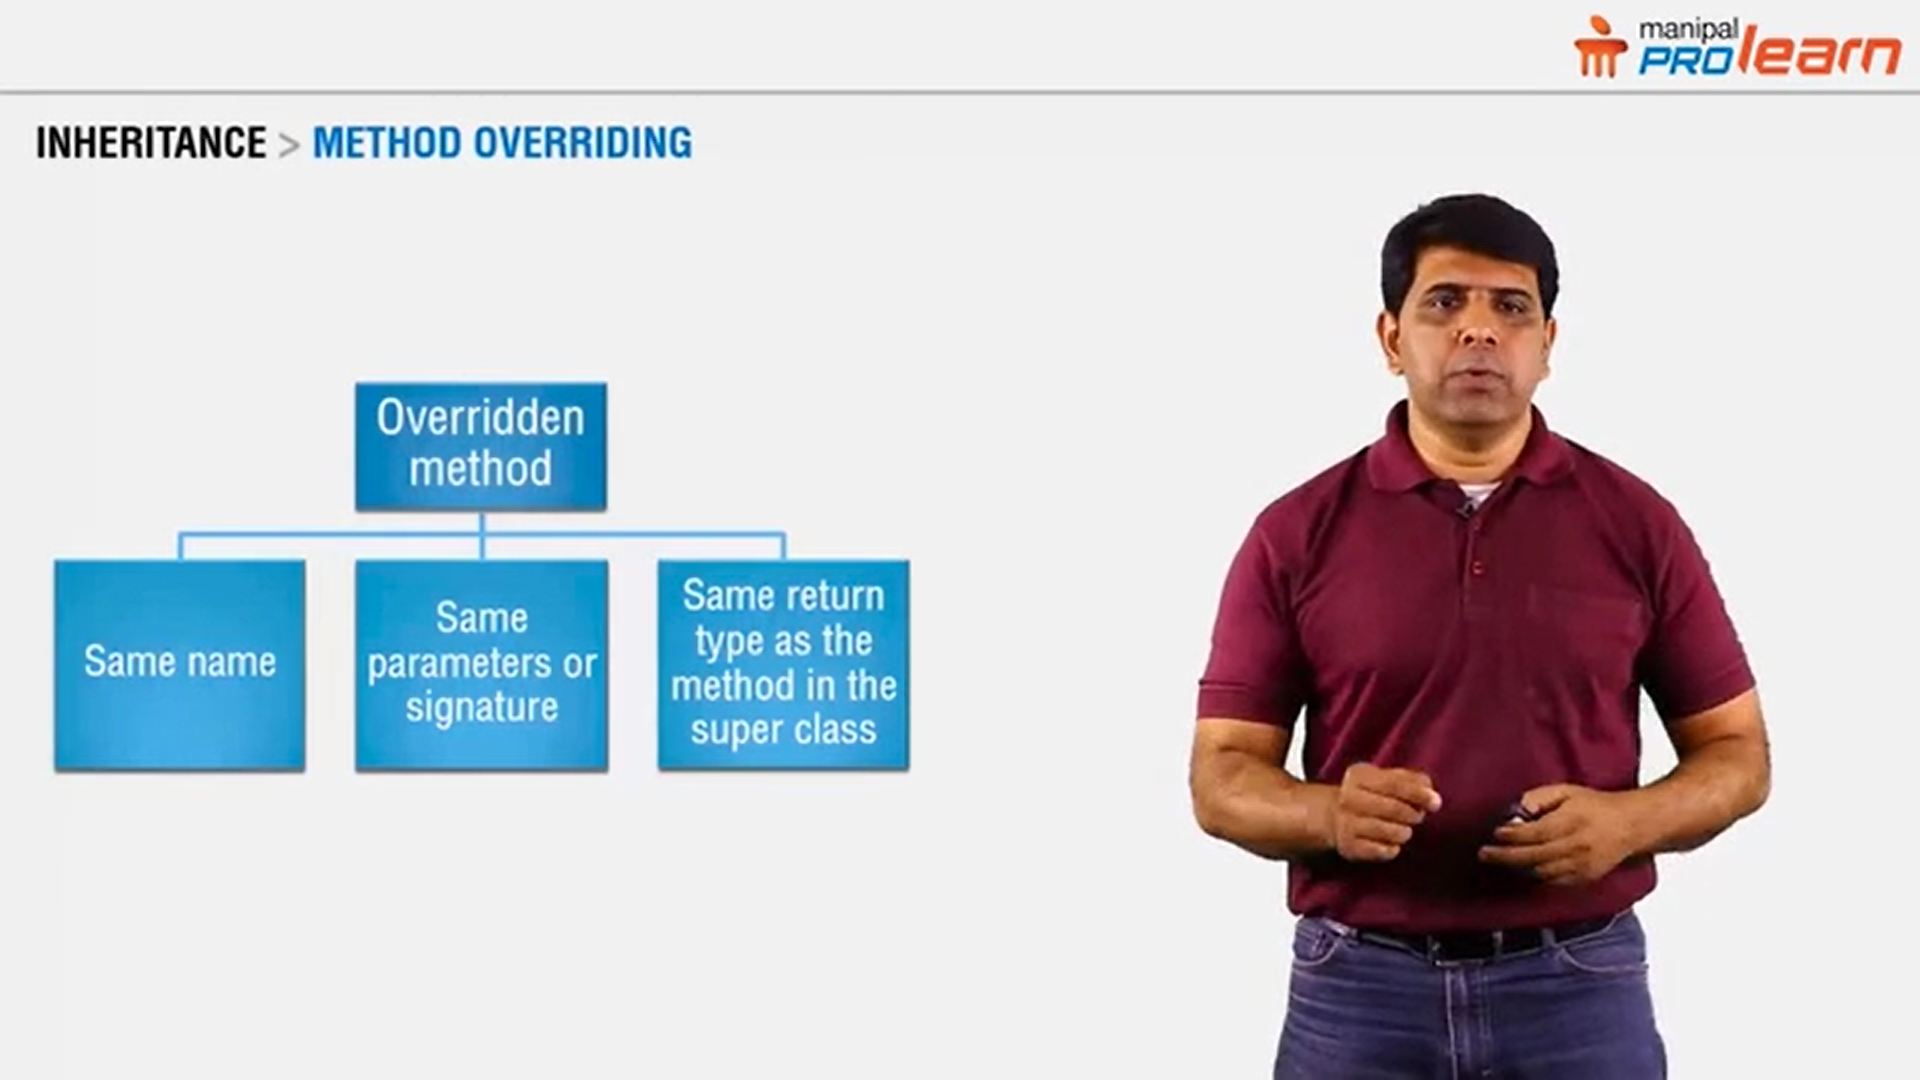 manipal
PROlearn
INHERITANCE > METHOD OVERRIDING
Overridden
method
Same name
Same
parameters or
signature
Same return
type as the
method in the
super class